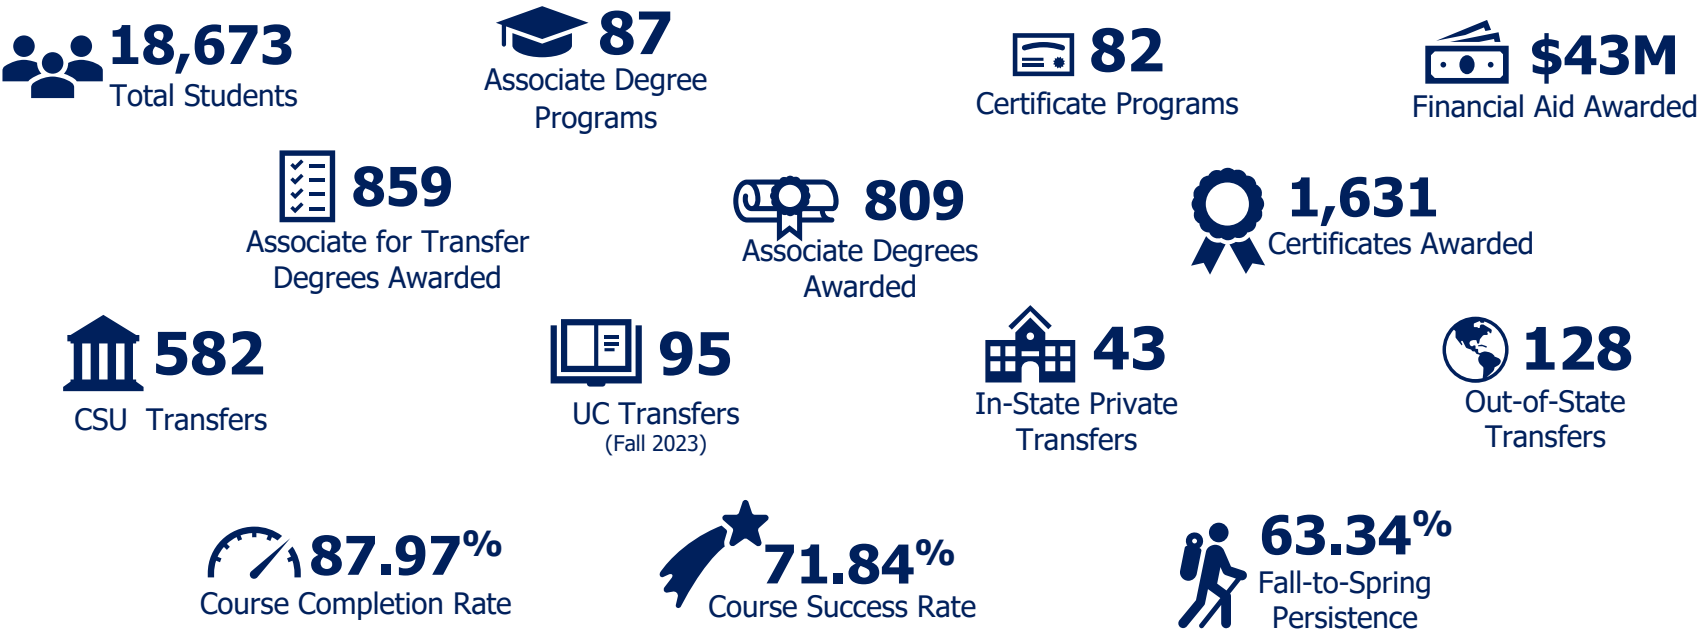 18,673
Total Students
87
Associate Degree
Programs
82
Certificate Programs
$43M
Financial Aid Awarded
859
Associate for Transfer
Degrees Awarded
809
Associate Degrees
Awarded
1,631
Certificates Awarded
582
CSU  Transfers
95
UC Transfers
(Fall 2023)
43
In-State Private
Transfers
128
Out-of-State
Transfers
87.97%
Course Completion Rate
71.84%
Course Success Rate
63.34%
Fall-to-Spring
Persistence